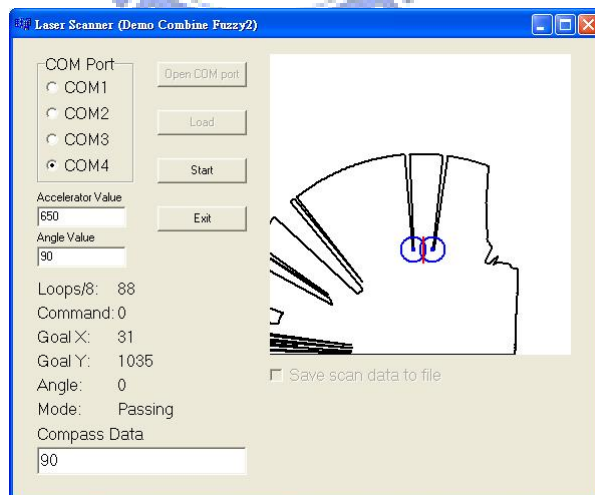 Laser Scanner (Demo Combine Fuzzy2)
COM Port
COM1
COM2
COM3
COM4
Open COM port
Load
Start
Exit
Accelerator Value
650
Angle Value
90
Loops/8: 88
Command: 0
Goal X: 31
Goal Y: 1035
Angle: 0
Mode: Passing
Compass Data
90
Save scan data to file